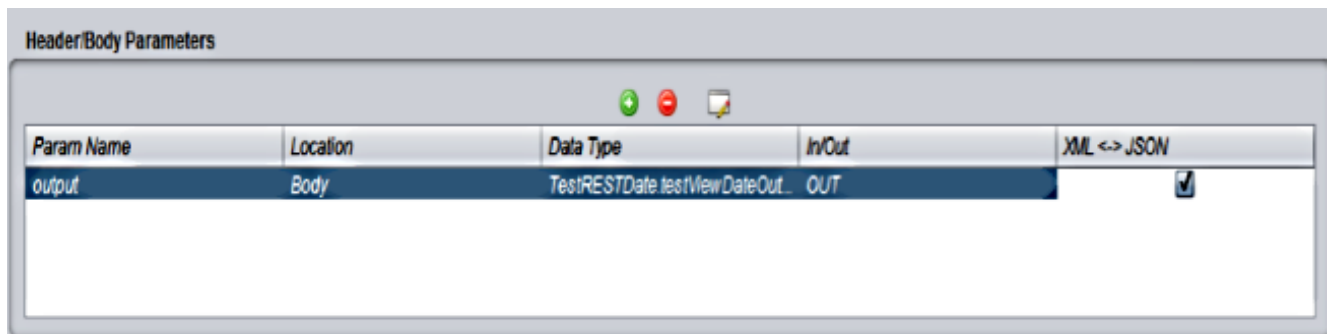 Header/Body Parameters
Param Name Location Data Type In/Out XML <-> JSON
output Body TestRESTDate.testViewDateOut... OUT